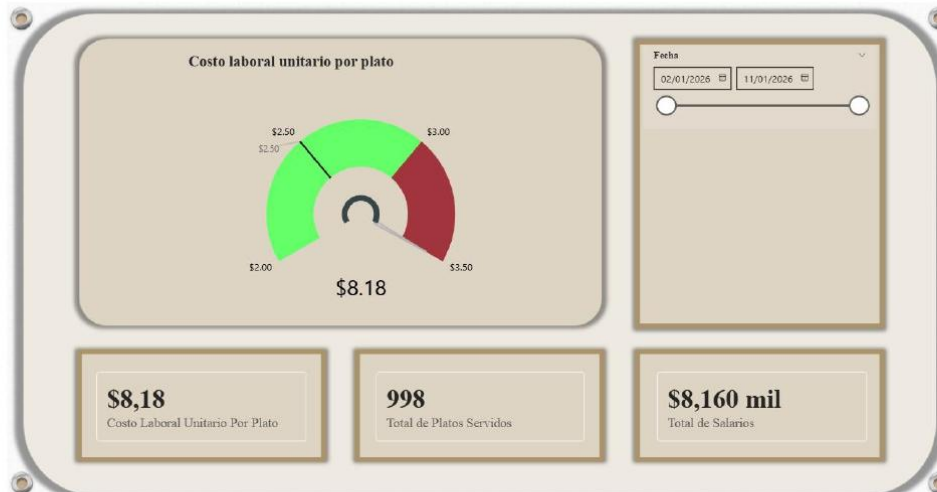 Costo laboral unitario por plato
$2.50
$2.50
$3.00
$2.00
$3.50
$8.18
Fecha
02/01/2026
11/01/2026
$8,18
Costo Laboral Unitario Por Plato
998
Total de Platos Servidos
$8,160 mil
Total de Salarios